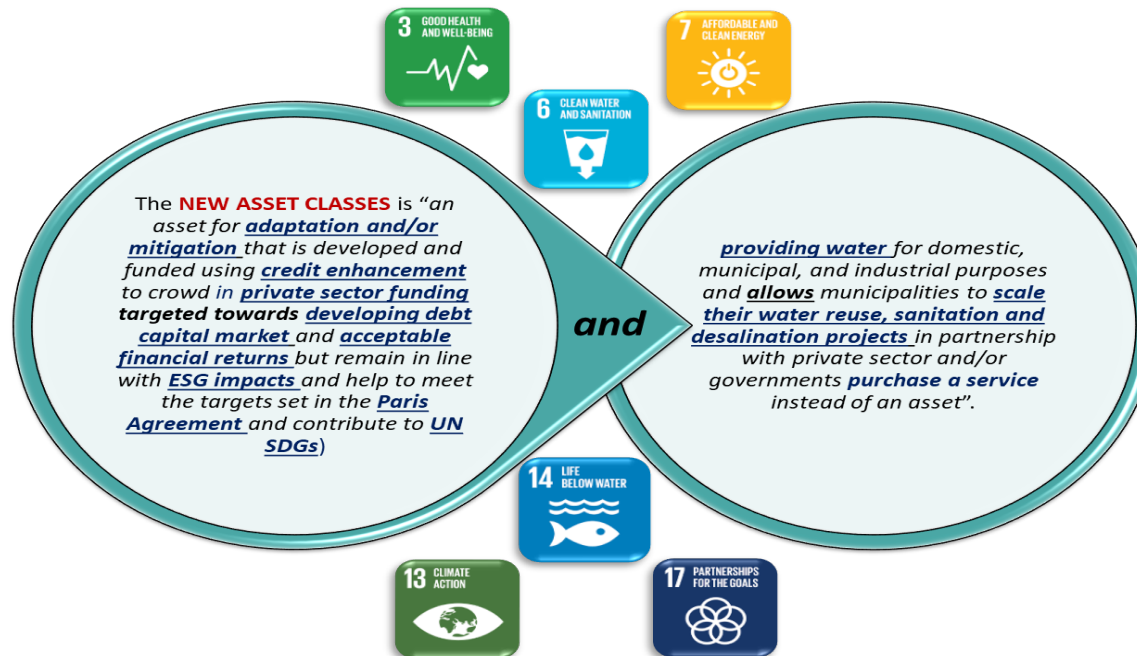 3 GOOD HEALTH
AND WELL-BEING
7 AFFORDABLE AND
CLEAN ENERGY
6 CLEAN WATER
AND SANITATION
The NEW ASSET CLASSES is “an
asset for adaptation and/or
mitigation that is developed and
funded using credit enhancement
to crowd in private sector funding
targeted towards developing debt
capital market and acceptable
financial returns but remain in line
with ESG impacts and help to meet
the targets set in the Paris
Agreement and contribute to UN
SDGs)
and
providing water for domestic,
municipal, and industrial purposes
and allows municipalities to scale
their water reuse, sanitation and
desalination projects in partnership
with private sector and/or
governments purchase a service
instead of an asset”.
14 LIFE
BELOW WATER
13 CLIMATE
ACTION
17 PARTNERSHIPS
FOR THE GOALS